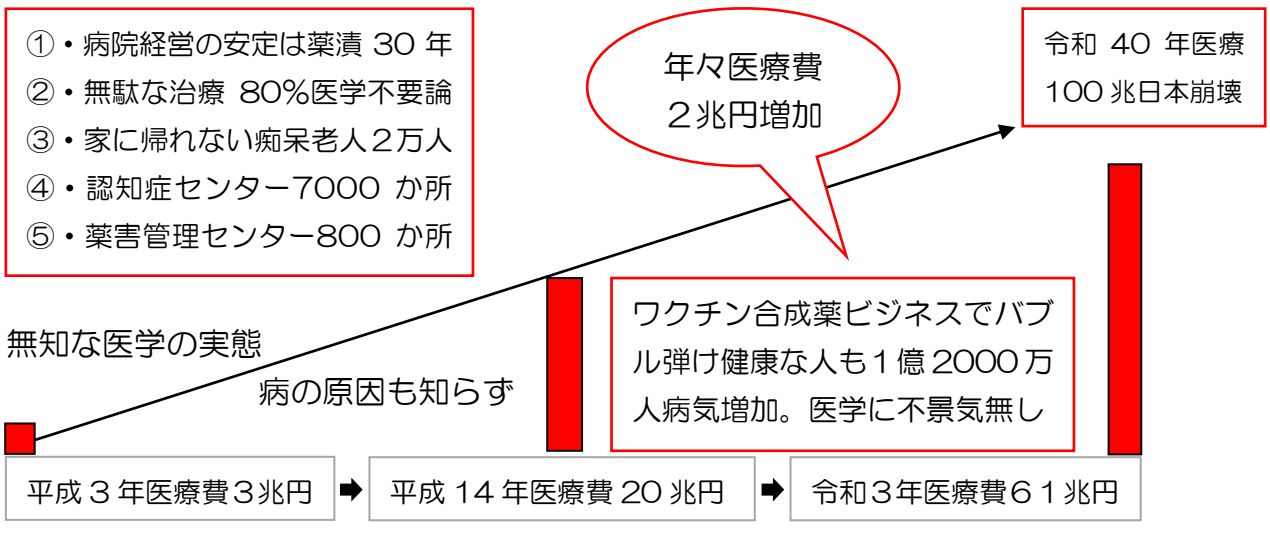 ①・病院経営の安定は薬漬 30 年
②・無駄な治療 80%医学不要論
③・家に帰れない痴呆老人２万人
④・認知症センター7000 か所
⑤・薬害管理センター800 か所
年々医療費
２兆円増加
令和 40 年医療
100 兆日本崩壊
無知な医学の実態
病の原因も知らず
ワクチン合成薬ビジネスでバブ
ル弾け健康な人も１億 2000 万
人病気増加。医学に不景気無し
平成 3 年医療費３兆円
平成 14 年医療費 20 兆円
令和３年医療費６１兆円